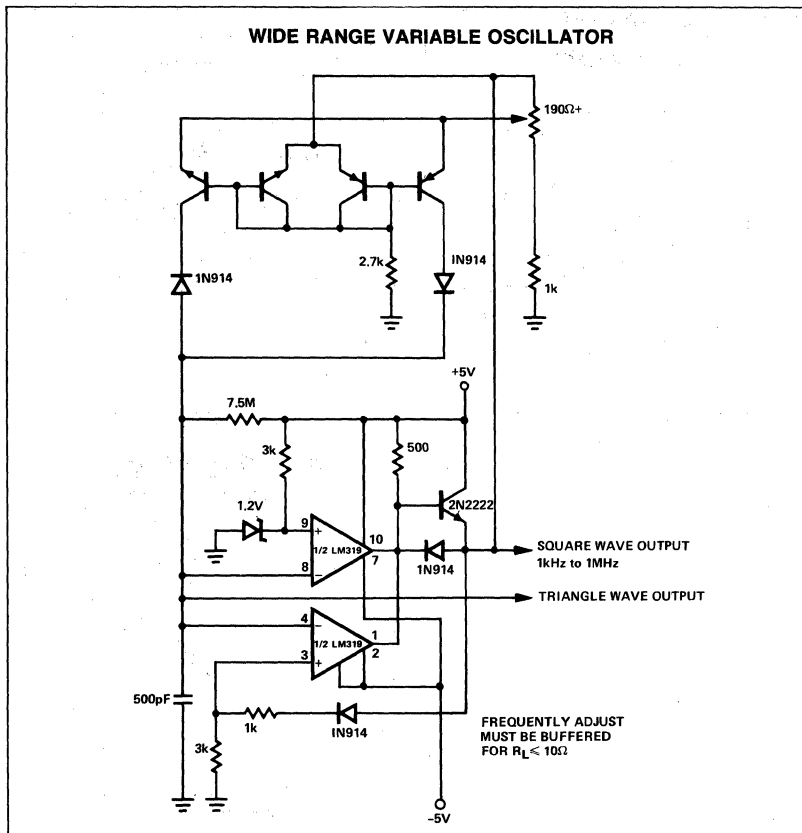 WIDE RANGE VARIABLE OSCILLATOR
190Ω+
2.7k
IN914
1N914
1k
+5V
7.5M
3k
500
1.2V
2N2222
9
+
10
1/2 LM319
7
8
−
1N914
SQUARE WAVE OUTPUT
1kHz to 1MHz
TRIANGLE WAVE OUTPUT
4
−
1
1/2 LM319
2
3
+
500pF
1k
IN914
3k
FREQUENTLY ADJUST
MUST BE BUFFERED
FOR RL ≤ 10Ω
−5V